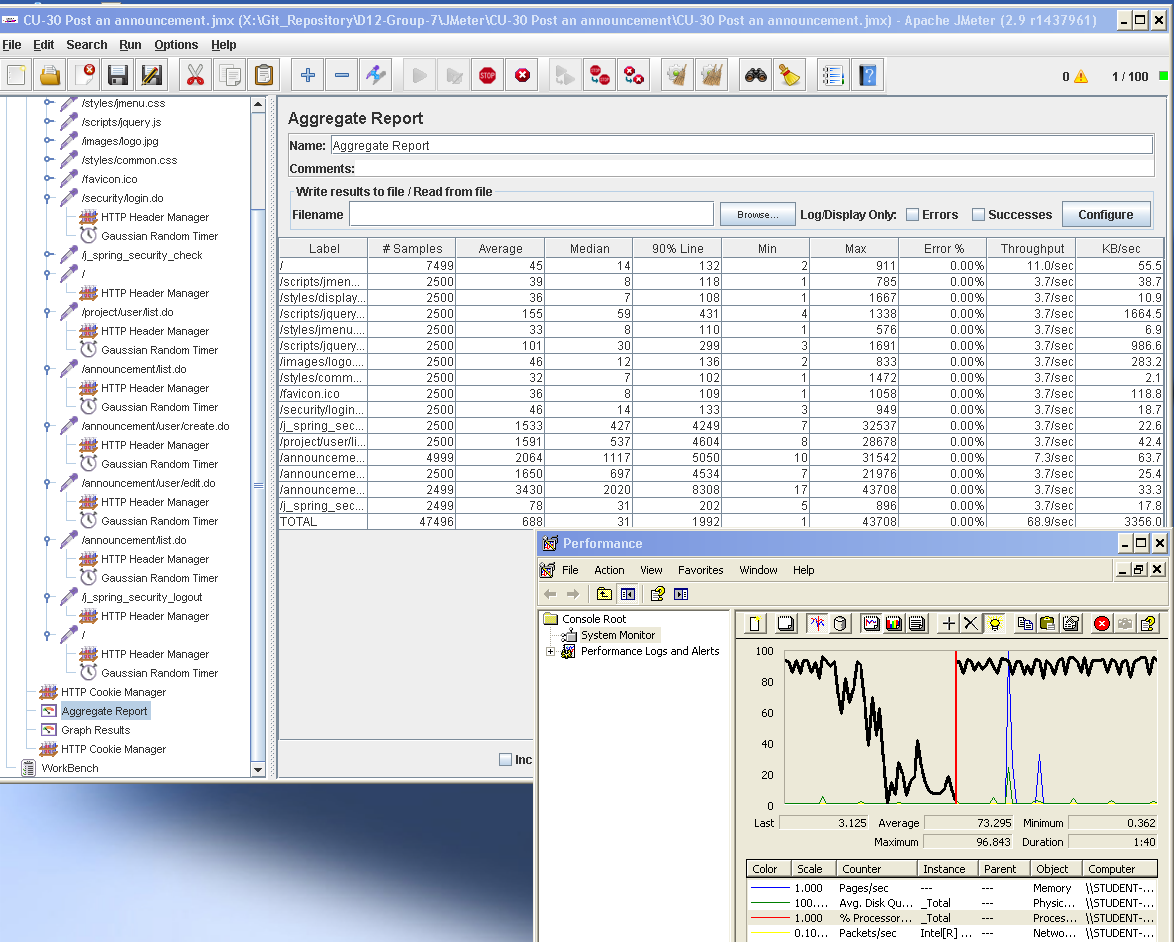 CU-30 Post an announcement.jmx (X:\Git_Repository\D12-Group-7\JMeter\CU-30 Post an announcement\CU-30 Post an announcement.jmx) - Apache JMeter (2.9 r1437961)
File Edit Search Run Options Help
STOP
0 1 / 100
/styles/jmenu.css
/scripts/jquery.js
/images/logo.jpg
/styles/common.css
/favicon.ico
/security/login.do
HTTP Header Manager
Gaussian Random Timer
/j_spring_security_check
/
HTTP Header Manager
/project/user/list.do
HTTP Header Manager
Gaussian Random Timer
/announcement/list.do
HTTP Header Manager
Gaussian Random Timer
/announcement/user/create.do
HTTP Header Manager
Gaussian Random Timer
/announcement/user/edit.do
HTTP Header Manager
Gaussian Random Timer
/announcement/list.do
HTTP Header Manager
Gaussian Random Timer
/j_spring_security_logout
HTTP Header Manager
/
HTTP Header Manager
Gaussian Random Timer
HTTP Cookie Manager
Aggregate Report
Graph Results
HTTP Cookie Manager
WorkBench
Aggregate Report
Name: Aggregate Report
Comments:
Write results to file / Read from file
Filename Browse... Log/Display Only: Errors Successes Configure
Label # Samples Average Median 90% Line Min Max Error % Throughput KB/sec
/ 7499 45 14 132 2 911 0.00% 11.0/sec 55.5
/scripts/jmen... 2500 39 8 118 1 785 0.00% 3.7/sec 38.7
/styles/display... 2500 36 7 108 1 1667 0.00% 3.7/sec 10.9
/scripts/jquery... 2500 155 59 431 4 1338 0.00% 3.7/sec 1664.5
/styles/jmenu.... 2500 33 8 110 1 576 0.00% 3.7/sec 6.9
/scripts/jquery... 2500 101 30 299 3 1691 0.00% 3.7/sec 986.6
/images/logo.... 2500 46 12 136 2 833 0.00% 3.7/sec 283.2
/styles/comm... 2500 32 7 102 1 1472 0.00% 3.7/sec 2.1
/favicon.ico 2500 36 8 109 1 1058 0.00% 3.7/sec 118.8
/security/login... 2500 46 14 133 3 949 0.00% 3.7/sec 18.7
/j_spring_sec... 2500 1533 427 4249 7 32537 0.00% 3.7/sec 22.6
/project/user/li... 2500 1591 537 4604 8 28678 0.00% 3.7/sec 42.4
/announceme... 4999 2064 1117 5050 10 31542 0.00% 7.3/sec 63.7
/announceme... 2500 1650 697 4534 7 21976 0.00% 3.7/sec 25.4
/announceme... 2499 3430 2020 8308 17 43708 0.00% 3.7/sec 33.3
/j_spring_sec... 2499 78 31 202 5 896 0.00% 3.7/sec 17.8
TOTAL 47496 688 31 1992 1 43708 0.00% 68.9/sec 3356.0
Inc
Performance
File Action View Favorites Window Help
Console Root
System Monitor
Performance Logs and Alerts
100
80
60
40
20
0
Last 3.125 Average 73.295 Minimum 0.362
Maximum 96.843 Duration 1:40
Color Scale Counter Instance Parent Object Computer
1.000 Pages/sec --- --- Memory \\STUDENT-...
100.... Avg. Disk Qu... _Total --- Physic... \\STUDENT-...
1.000 % Processor... _Total --- Proces... \\STUDENT-...
0.10... Packets/sec Intel[R] ... --- Netwo... \\STUDENT-...